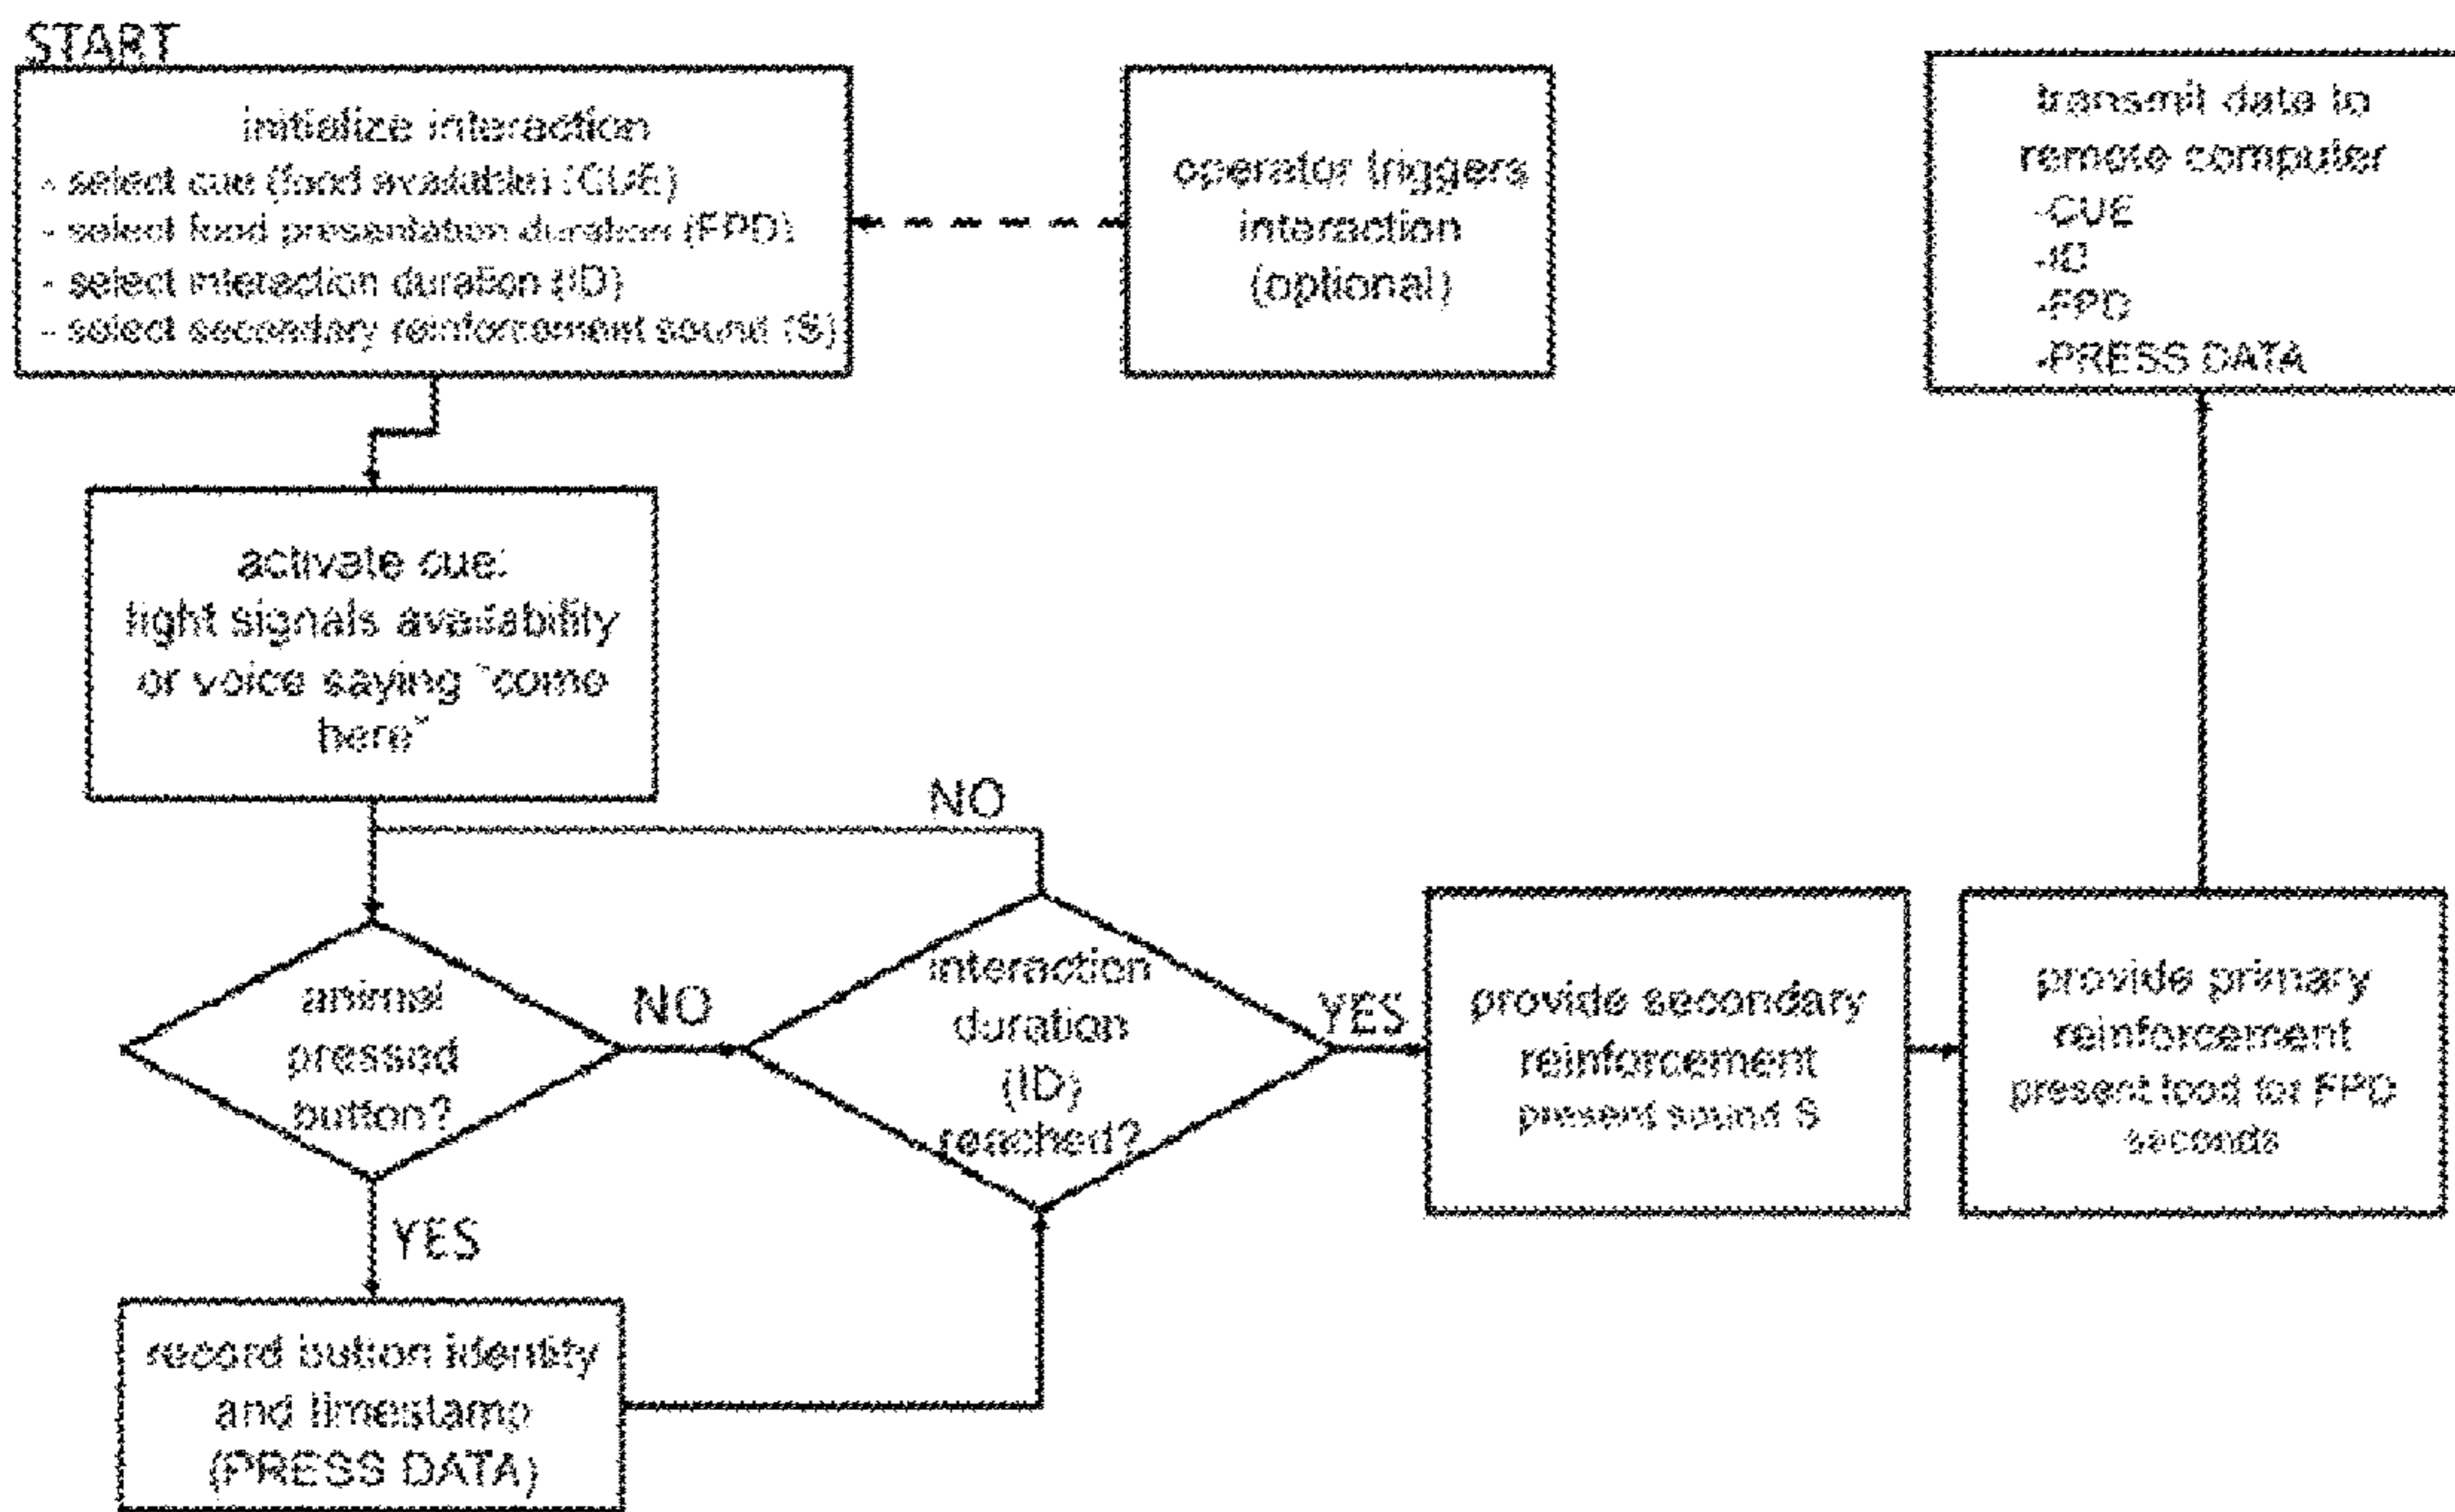 START
initialize interaction
- select cue (food available) (CUE)
- select food presentation duration (FPD)
- select interaction duration (ID)
- select secondary reinforcement sound (S)
operator triggers
interaction
(optional)
transmit data to
remote computer
-CUE
-ID
-FPD
-PRESS DATA
activate cue:
light signals availability
or voice saying "come
here"
NO
animal
pressed
button?
NO
interaction
duration
(ID)
reached?
YES
provide secondary
reinforcement
present sound S
provide primary
reinforcement
present food for FPD
seconds
YES
record button identity
and timestamp
(PRESS DATA)